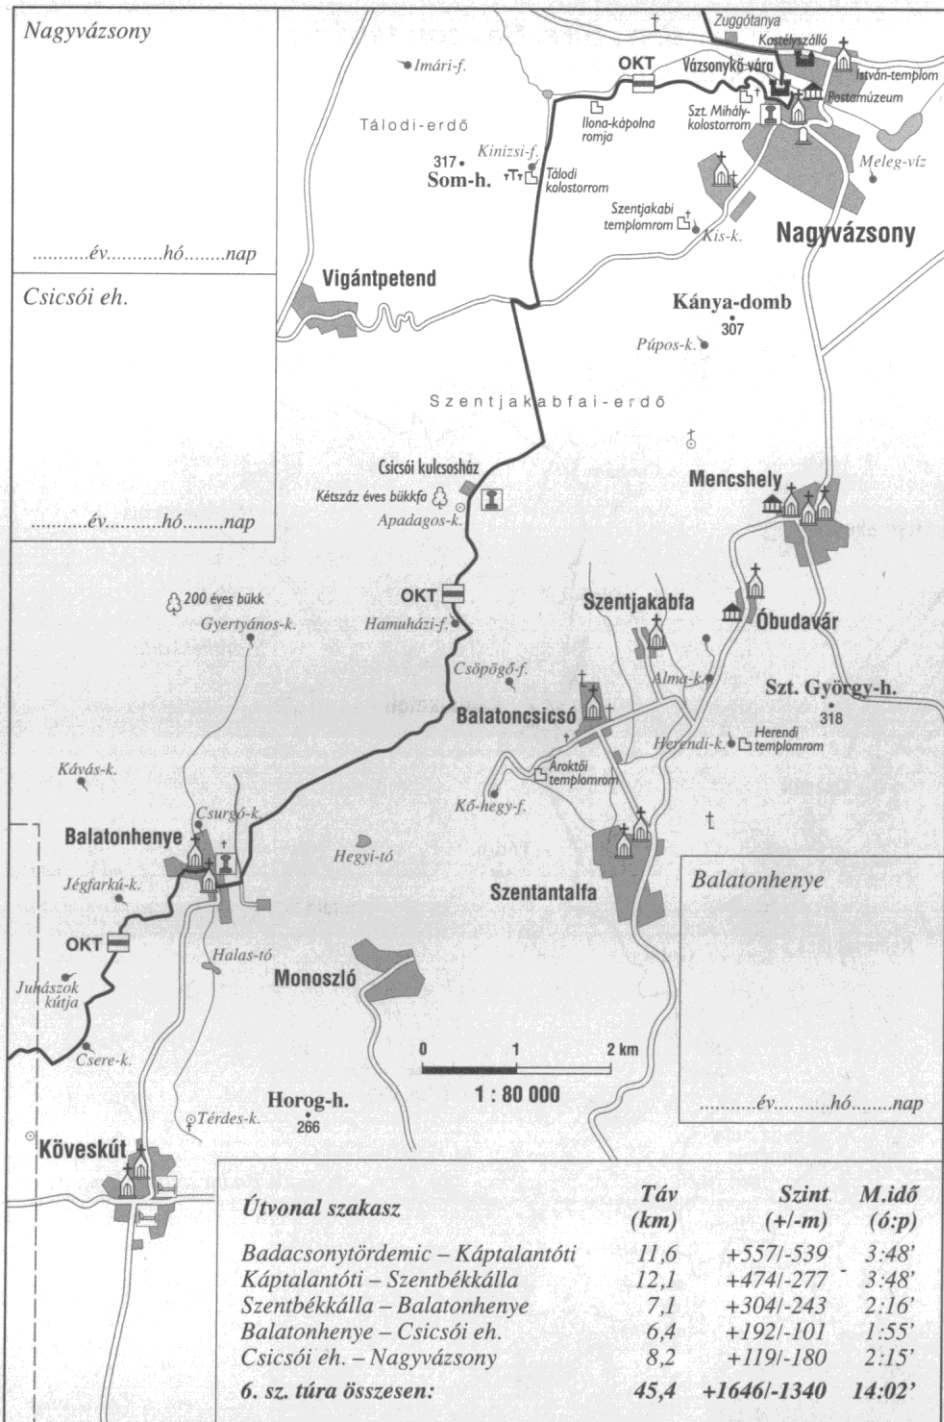 Nagyvázsony
...........év..........hó........nap
Csicsói eh.
...........év..........hó........nap
Zuggótanya
Kastélyszálló
OKT
Vázsonykő vára
István-templom
Postamúzeum
Imári-f.
Tálodi-erdő
Ilona-kápolna
romja
Szt. Mihály-
kolostorrom
Kinizsi-f.
317
Som-h.
Tálodi
kolostorrom
Meleg-víz
Szentjakabi
templomrom
Kis-k.
Nagyvázsony
Vigántpetend
Kánya-domb
307
Púpos-k.
Szentjakabfai-erdő
Csicsói kulcsosház
Kétszáz éves bükkfa
Apadagos-k.
Mencshely
OKT
200 éves bükk
Gyertyános-k.
Hamuházi-f.
Szentjakabfa
Óbudavár
Csöpögő-f.
Alma-k.
Szt. György-h.
318
Balatoncsicsó
Herendi-k.
Herendi
templomrom
Kávás-k.
Ároktői
templomrom
Kő-hegy-f.
Csurgó-k.
Balatonhenye
Hegyi-tó
Jégfarkú-k.
Szentantalfa
Balatonhenye
...........év..........hó........nap
OKT
Halas-tó
Monoszló
Juhászok
kútja
Csere-k.
0 1 2 km
1 : 80 000
Horog-h.
266
Térdes-k.
Köveskút
Útvonal szakasz Táv Szint M.idő
(km) (+/-m) (ó:p)
Badacsonytördemic – Káptalantóti 11,6 +557/-539 3:48’
Káptalantóti – Szentbékkálla 12,1 +474/-277 3:48’
Szentbékkálla – Balatonhenye 7,1 +304/-243 2:16’
Balatonhenye – Csicsói eh. 6,4 +192/-101 1:55’
Csicsói eh. – Nagyvázsony 8,2 +119/-180 2:15’
6. sz. túra összesen: 45,4 +1646/-1340 14:02’